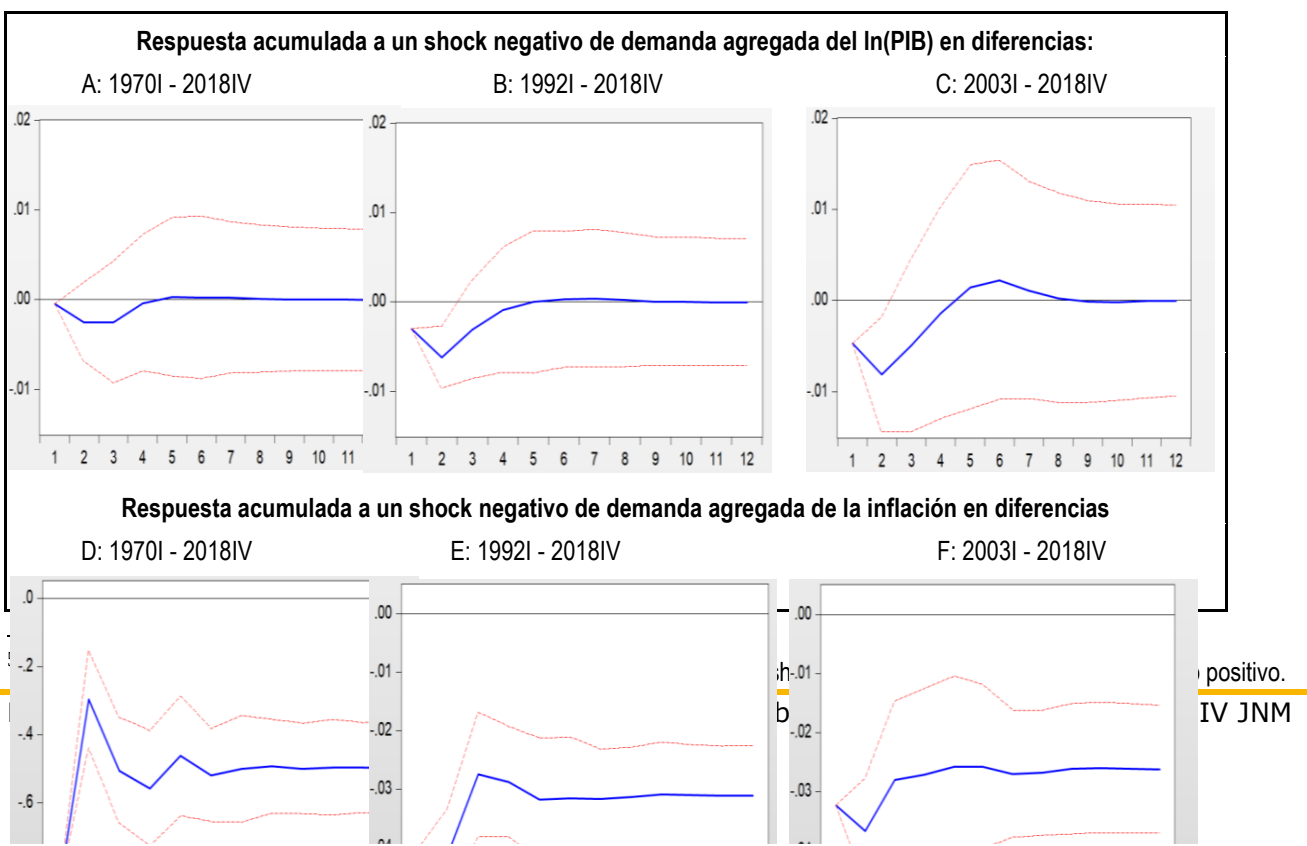 Respuesta acumulada a un shock negativo de demanda agregada del ln(PIB) en diferencias:
A: 1970I - 2018IV B: 1992I - 2018IV C: 2003I - 2018IV
.02 .02 .02
.01 .01 .01
.00 .00 .00
-.01 -.01 -.01
1 2 3 4 5 6 7 8 9 10 11 1 2 3 4 5 6 7 8 9 10 11 12 1 2 3 4 5 6 7 8 9 10 11 12
Respuesta acumulada a un shock negativo de demanda agregada de la inflación en diferencias
D: 1970I - 2018IV E: 1992I - 2018IV F: 2003I - 2018IV
.0 .00 .00
-.2 -.01 sh -.01 positivo.
-.4 -.02 b -.02 IV JNM
-.6 -.03 -.03